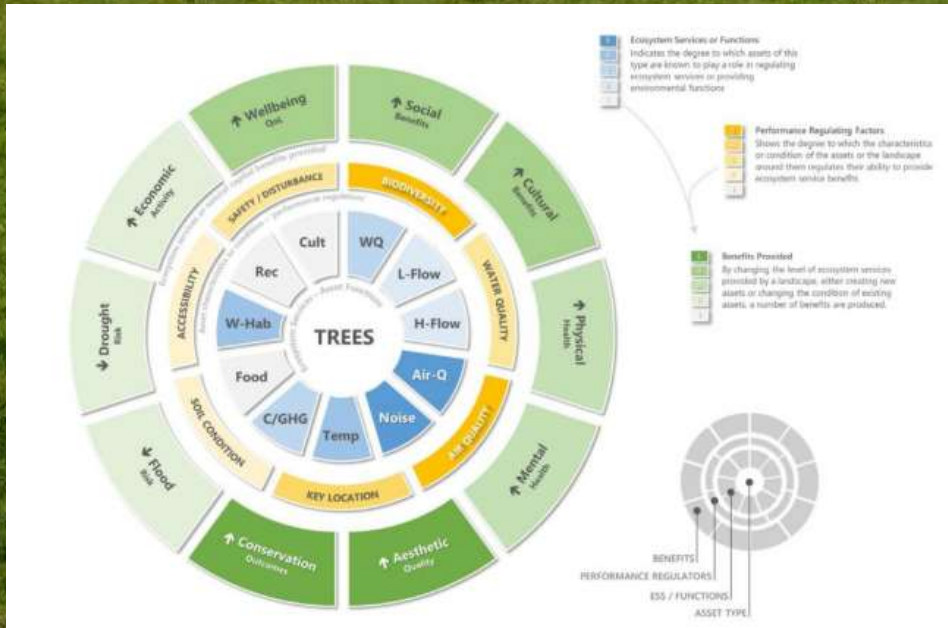 Ecosystem Services or Functions
Indicates the degree to which assets of this
type are known to play a role in regulating
ecosystem services or providing
environmental functions
Performance Regulating Factors
Shows the degree to which the characteristics
or condition of the assets or the landscape
around them regulates their ability to provide
ecosystem service benefits.
Benefits Provided
By changing the level of ecosystem services
provided by a landscape, either creating new
assets or changing the condition of existing
assets, a number of benefits are produced.
↑ Wellbeing
QoL
↑ Social
Benefits
↑ Cultural
Benefits
↑ Physical
Health
↑ Mental
Health
↑ Aesthetic
Quality
↑ Conservation
Outcomes
↓ Flood
Risk
↓ Drought
Risk
↑ Economic
Activity
SAFETY / DISTURBANCE
BIODIVERSITY
WATER QUALITY
AIR QUALITY
KEY LOCATION
SOIL CONDITION
ACCESSIBILITY
Cult
WQ
L-Flow
H-Flow
Air-Q
Noise
Temp
C/GHG
Food
W-Hab
Rec
TREES
BENEFITS
PERFORMANCE REGULATORS
ESS / FUNCTIONS
ASSET TYPE